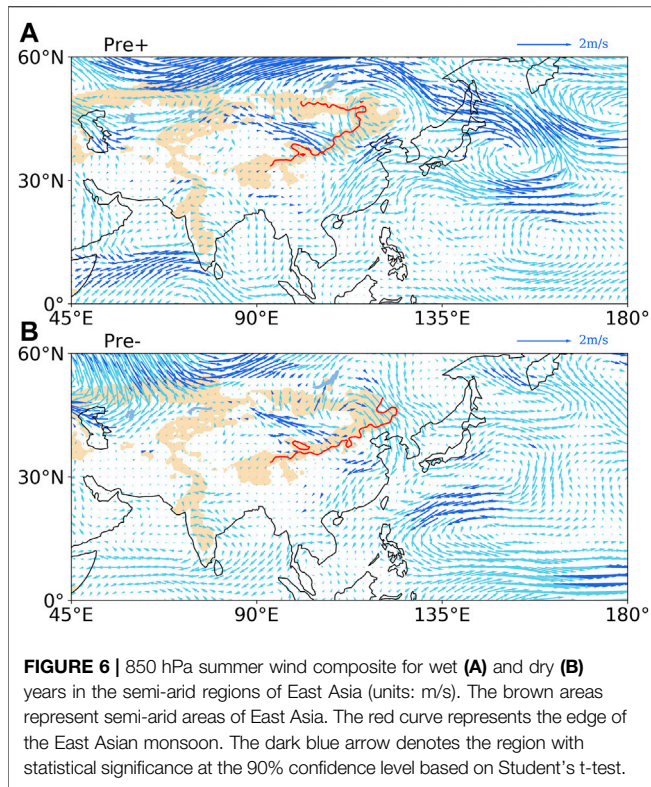 A
Pre+
2m/s
60°N
30°N
0°
45°E
90°E
135°E
180°
B
Pre-
2m/s
60°N
30°N
0°
45°E
90°E
135°E
180°
FIGURE 6 | 850 hPa summer wind composite for wet (A) and dry (B)
years in the semi-arid regions of East Asia (units: m/s). The brown areas
represent semi-arid areas of East Asia. The red curve represents the edge of
the East Asian monsoon. The dark blue arrow denotes the region with
statistical significance at the 90% confidence level based on Student's t-test.